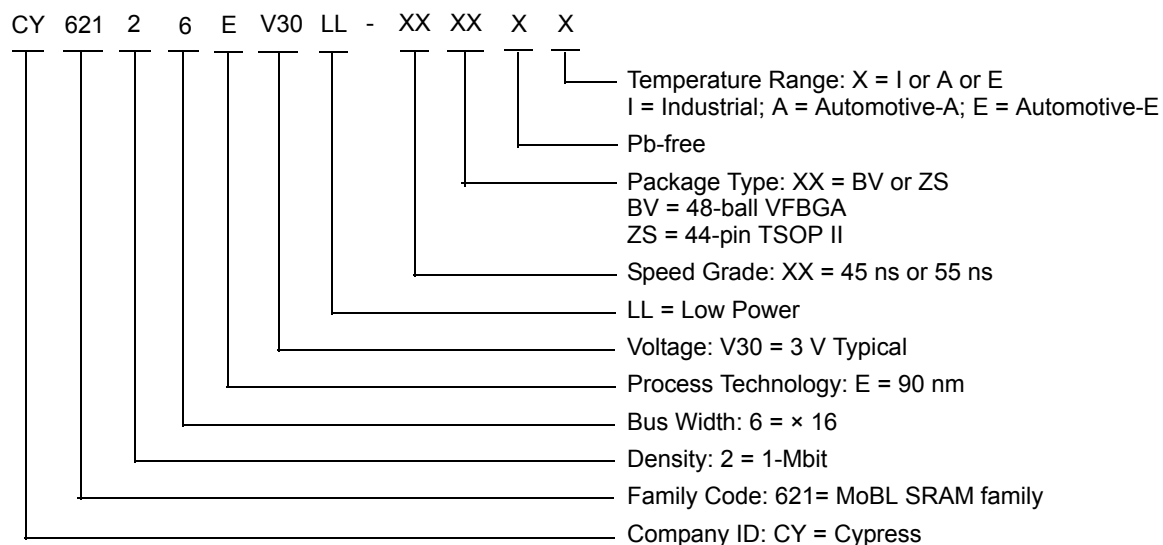 CY 621 2 6 E V30 LL - XX XX X X
Temperature Range: X = I or A or E
I = Industrial; A = Automotive-A; E = Automotive-E
Pb-free
Package Type: XX = BV or ZS
BV = 48-ball VFBGA
ZS = 44-pin TSOP II
Speed Grade: XX = 45 ns or 55 ns
LL = Low Power
Voltage: V30 = 3 V Typical
Process Technology: E = 90 nm
Bus Width: 6 = × 16
Density: 2 = 1-Mbit
Family Code: 621= MoBL SRAM family
Company ID: CY = Cypress